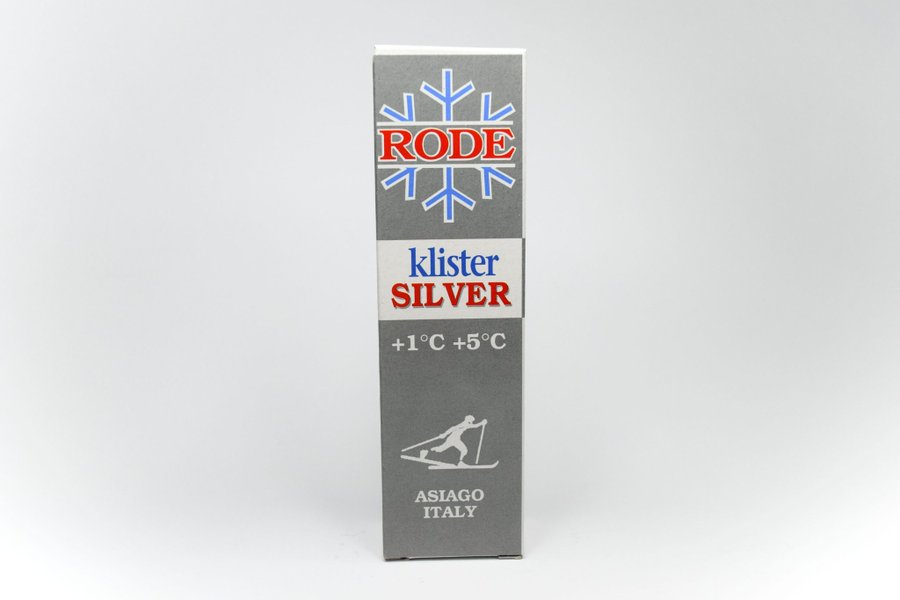 RODE
klister
SILVER
+1°C +5°C
ASIAGO
ITALY